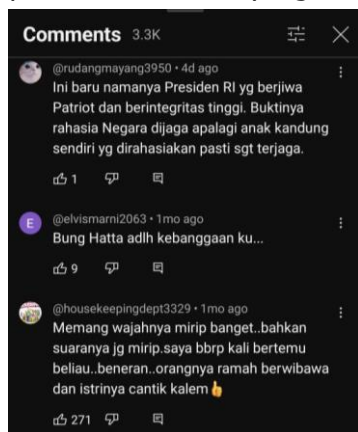 Comments 3.3K
@rudangmayang3950 • 4d ago
Ini baru namanya Presiden RI yg berjiwa
Patriot dan berintegritas tinggi. Buktinya
rahasia Negara dijaga apalagi anak kandung
sendiri yg dirahasiakan pasti sgt terjaga.
1
E
@elvismarni2063 • 1mo ago
Bung Hatta adlh kebanggaan ku...
9
@housekeepingdept3329 • 1mo ago
Memang wajahnya mirip banget..bahkan
suaranya jg mirip.saya bbrp kali bertemu
beliau..beneran..orangnya ramah berwibawa
dan istrinya cantik kalem👍
271